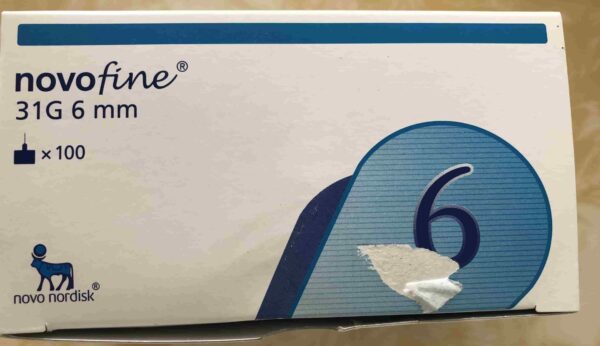 novofine®
31G 6 mm
× 100
6
novo nordisk®